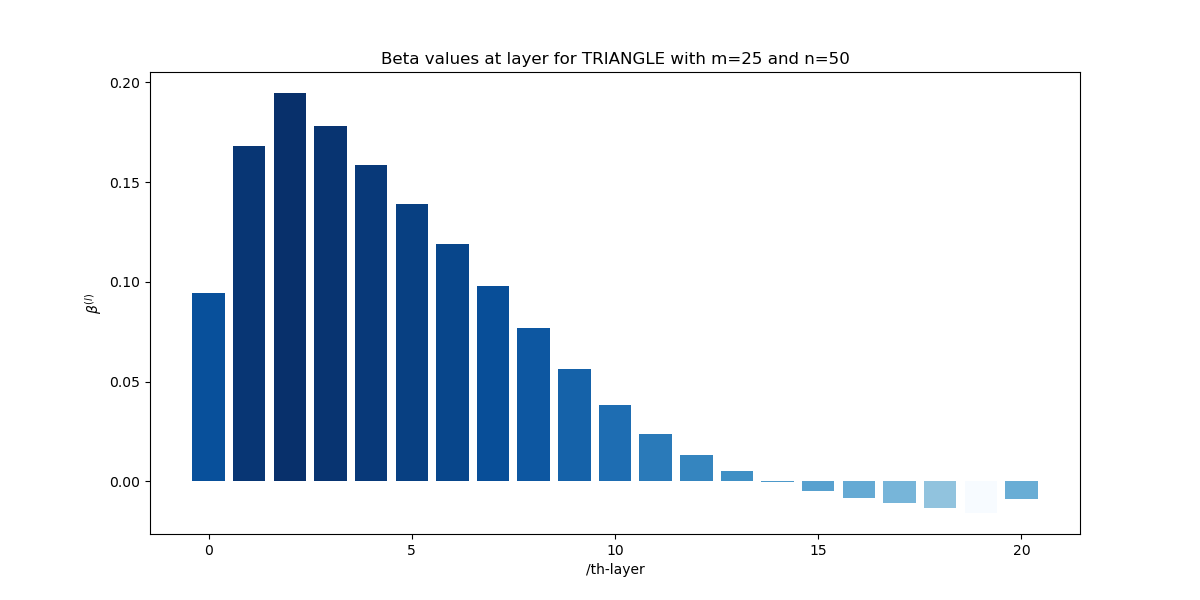 Beta values at layer for TRIANGLE with m=25 and n=50
0.20
0.15
0.10
0.05
0.00
β^(l)
0 5 10 15 20
/th-layer